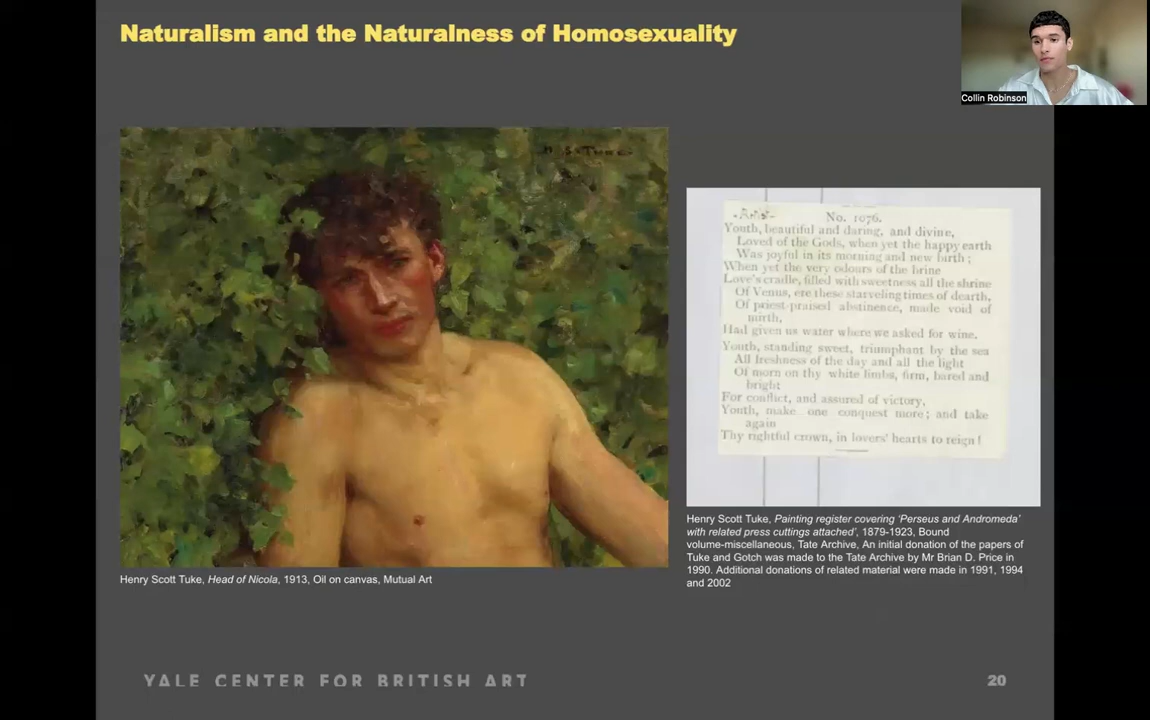 Naturalism and the Naturalness of Homosexuality
Collin Robinson
H. S. TUKE
No. 1076.
Youth, beautiful and daring, and divine,
Loved of the Gods, when yet the happy earth
Was joyful in its morning and new birth;
When yet the very colours of the brine
Love's cradle, filled with sweetness all the shrine
Of Venus, ere these starveling times of dearth,
Of priest-praised abstinence, made void of
mirth,
Had given us water where we asked for wine.
Youth, standing sweet, triumphant by the sea
All freshness of the day and all the light
Of morn on thy white limbs, firm, bared and
bright
For conflict, and assured of victory,
Youth, make one conquest more; and take
again
Thy rightful crown, in lovers' hearts to reign!
Henry Scott Tuke, Painting register covering ‘Perseus and Andromeda’
with related press cuttings attached’, 1879-1923, Bound
volume-miscellaneous, Tate Archive, An initial donation of the papers of
Tuke and Gotch was made to the Tate Archive by Mr Brian D. Price in
1990. Additional donations of related material were made in 1991, 1994
and 2002
Henry Scott Tuke, Head of Nicola, 1913, Oil on canvas, Mutual Art
YALE CENTER FOR BRITISH ART
20